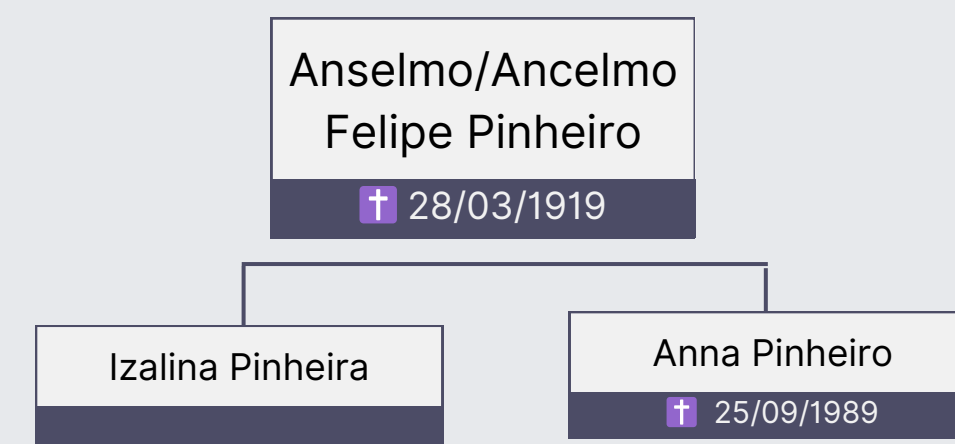 Anselmo/Ancelmo
Felipe Pinheiro
✝️ 28/03/1919
Izalina Pinheira
Anna Pinheiro
✝️ 25/09/1989